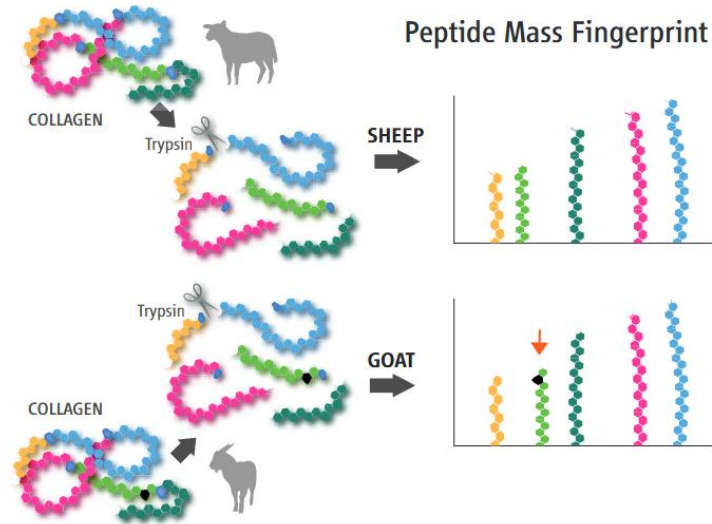 Peptide Mass Fingerprint
COLLAGEN
Trypsin
SHEEP
Trypsin
GOAT
COLLAGEN